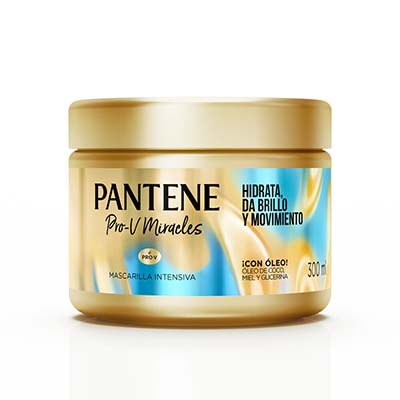 PANTENE
Pro-V Miracles
PRO-V
MASCARILLA INTENSIVA
HIDRATA,
DA BRILLO
Y MOVIMIENTO
¡CON ÓLEO!
ÓLEO DE COCO,
MIEL Y GLICERINA
300 ml